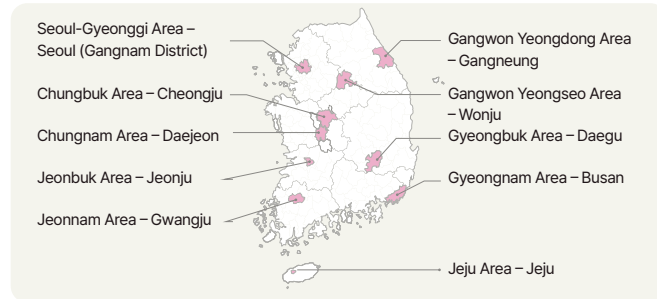 Seoul-Gyeonggi Area –
Seoul (Gangnam District)
Chungbuk Area – Cheongju
Chungnam Area – Daejeon
Jeonbuk Area – Jeonju
Jeonnam Area – Gwangju
Gangwon Yeongdong Area
– Gangneung
Gangwon Yeongseo Area
– Wonju
Gyeongbuk Area – Daegu
Gyeongnam Area – Busan
Jeju Area – Jeju